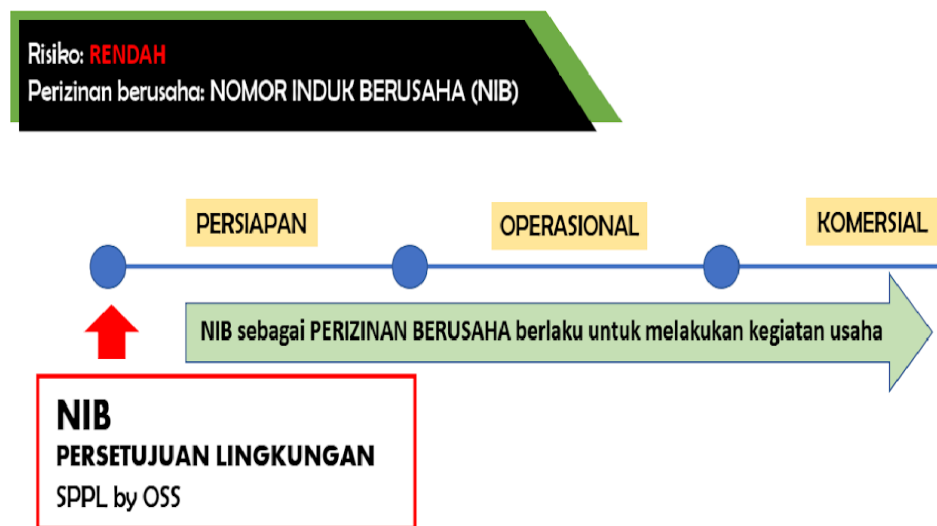 Risiko: RENDAH
Perizinan berusaha: NOMOR INDUK BERUSAHA (NIB)
PERSIAPAN
OPERASIONAL
KOMERSIAL
NIB sebagai PERIZINAN BERUSAHA berlaku untuk melakukan kegiatan usaha
NIB
PERSETUJUAN LINGKUNGAN
SPPL by OSS